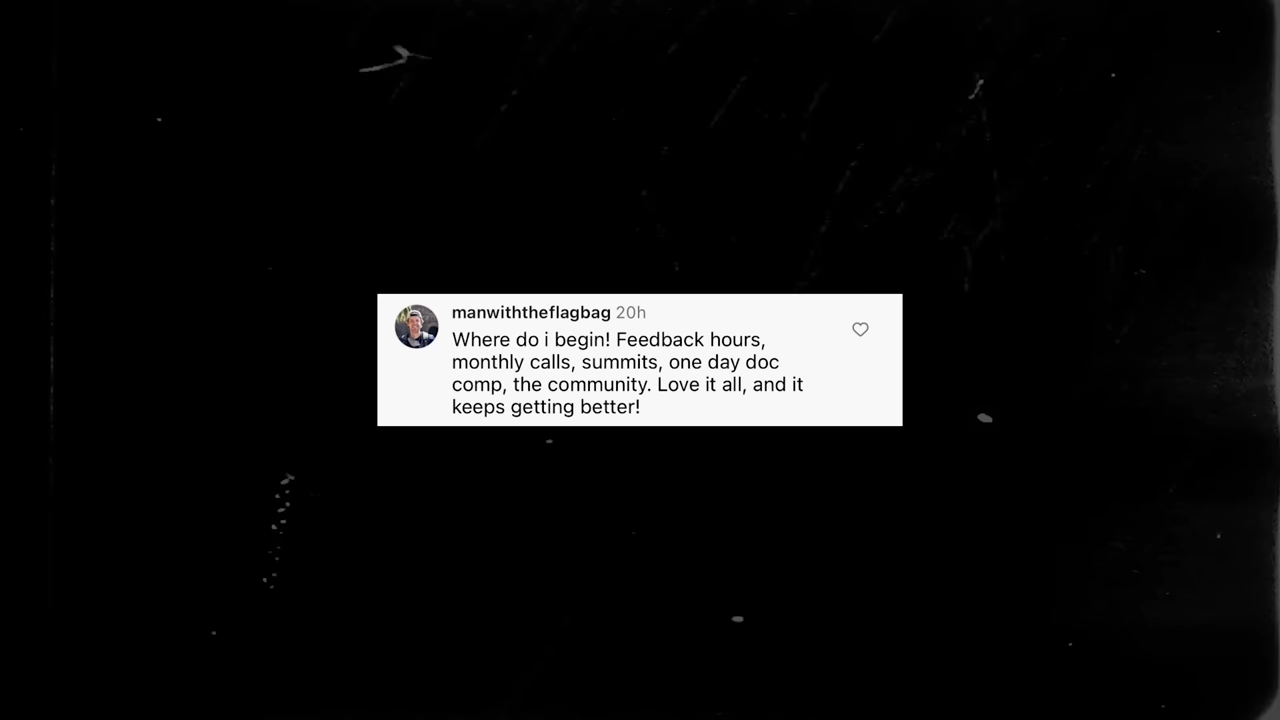 manwiththeflagbag 20h
Where do i begin! Feedback hours,
monthly calls, summits, one day doc
comp, the community. Love it all, and it
keeps getting better!